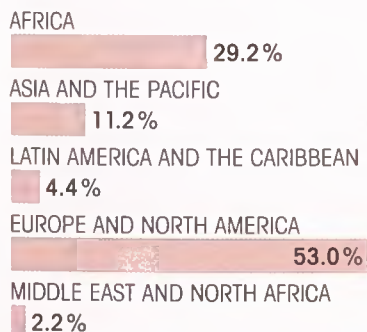 AFRICA
29.2%
ASIA AND THE PACIFIC
11.2%
LATIN AMERICA AND THE CARIBBEAN
4.4%
EUROPE AND NORTH AMERICA
53.0%
MIDDLE EAST AND NORTH AFRICA
2.2%